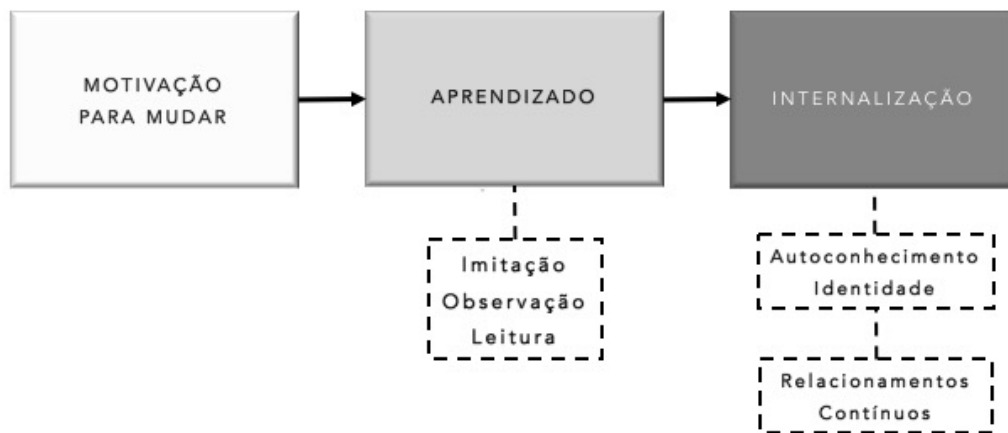 MOTIVAÇÃO
PARA MUDAR
APRENDIZADO
INTERNALIZAÇÃO
Imitação
Observação
Leitura
Autoconhecimento
Identidade
Relacionamentos
Contínuos